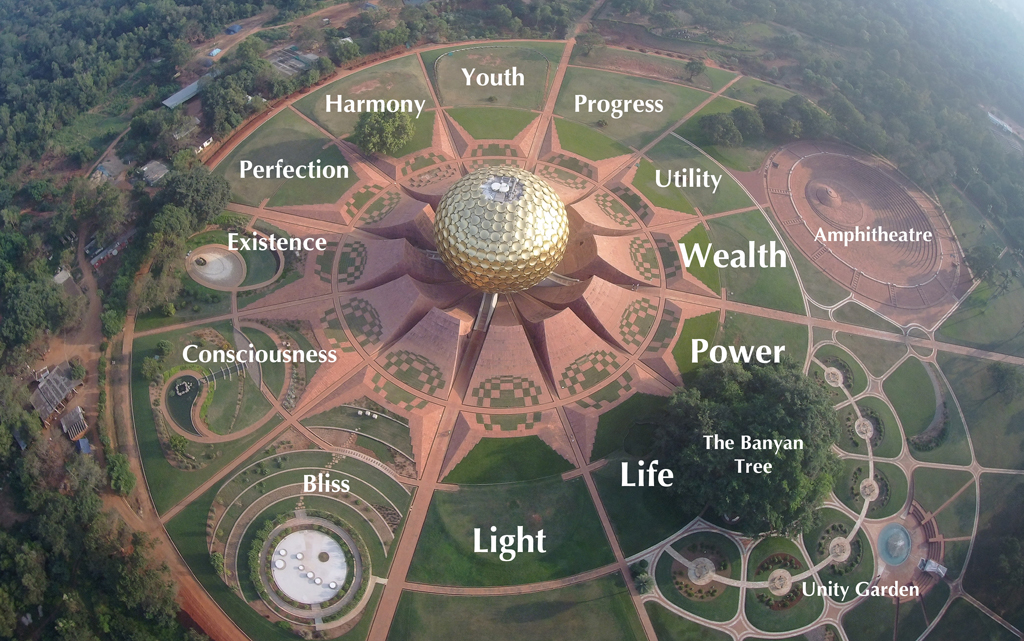 Youth
Harmony
Progress
Perfection
Utility
Existence
Amphitheatre
Wealth
Consciousness
Power
The Banyan
Tree
Life
Bliss
Light
Unity Garden